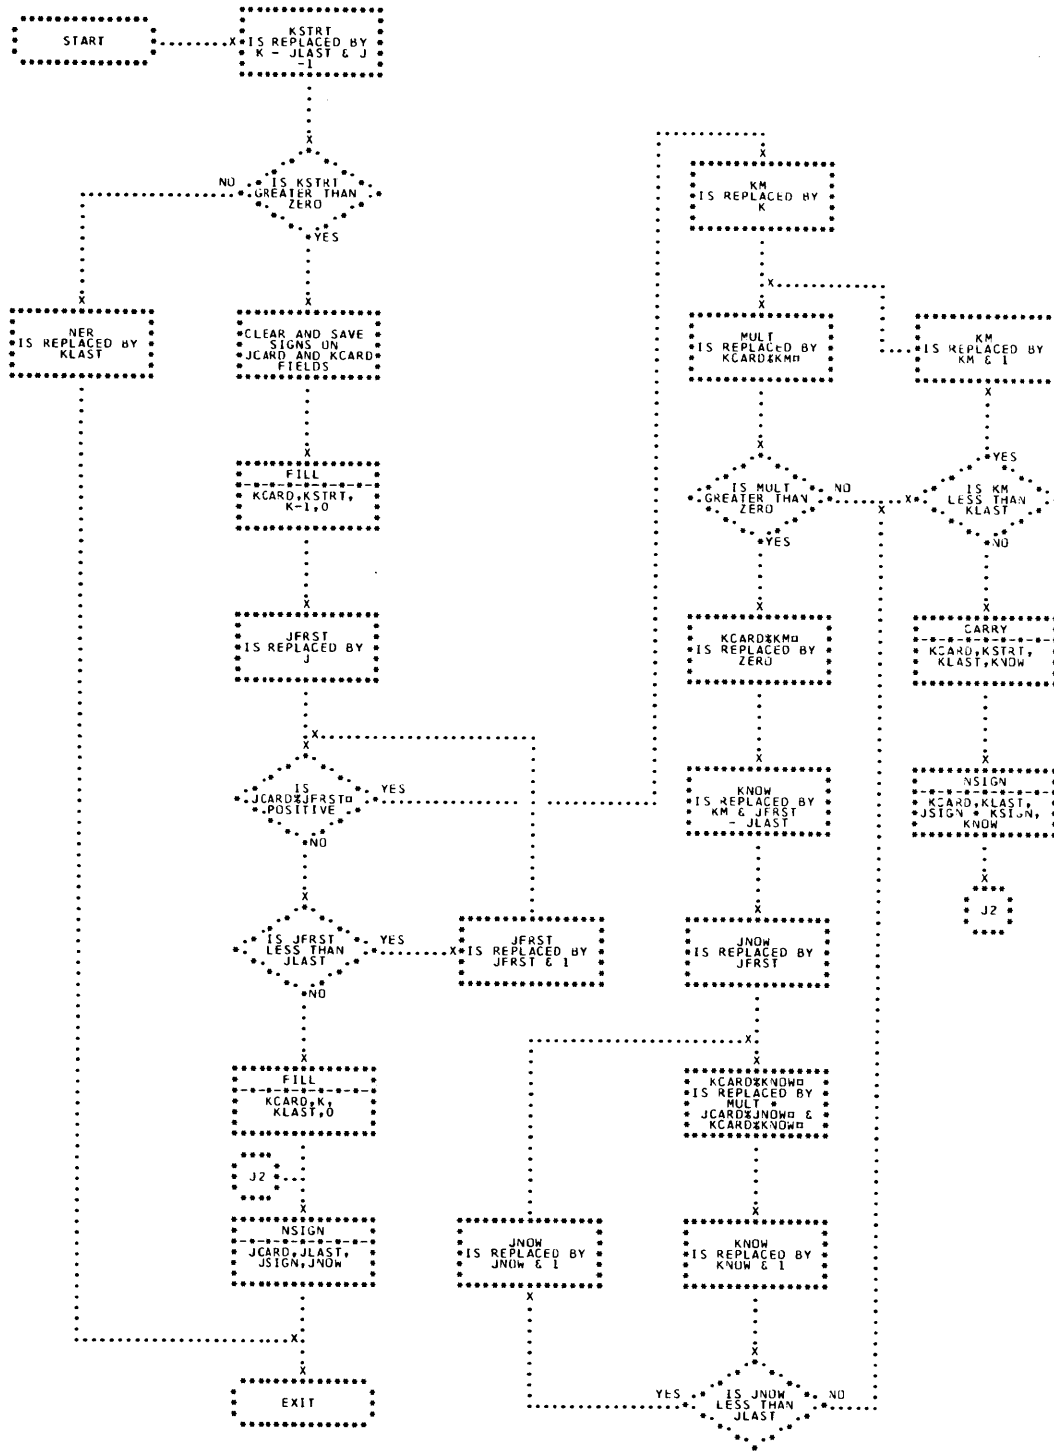 START
KSTRT
IS REPLACED BY
K - JLAST & J
-1
IS KSTRT
GREATER THAN
ZERO
NO
YES
NER
IS REPLACED BY
KLAST
CLEAR AND SAVE
SIGNS ON
JCARD AND KCARD
FIELDS
FILL
KCARD,KSTRT,
K-1,0
JFRST
IS REPLACED BY
J
IS
JCARD%JFRST¤
POSITIVE
YES
NO
IS JFRST
LESS THAN
JLAST
YES
NO
JFRST
IS REPLACED BY
JFRST & 1
FILL
KCARD,K,
KLAST,0
J2
NSIGN
JCARD,JLAST,
JSIGN,JNOW
EXIT
KM
IS REPLACED BY
K
MULT
IS REPLACED BY
KCARD%KM¤
IS MULT
GREATER THAN
ZERO
NO
YES
KCARD%KM¤
IS REPLACED BY
ZERO
KNOW
IS REPLACED BY
KM & JFRST
- JLAST
JNOW
IS REPLACED BY
JFRST
KCARD%KNOW¤
IS REPLACED BY
MULT *
JCARD%JNOW¤ &
KCARD%KNOW¤
JNOW
IS REPLACED BY
JNOW & 1
KNOW
IS REPLACED BY
KNOW & 1
IS JNOW
LESS THAN
JLAST
YES
NO
KM
IS REPLACED BY
KM & 1
YES
IS KM
LESS THAN
KLAST
NO
CARRY
KCARD,KSTRT,
KLAST,KNOW
NSIGN
KCARD,KLAST,
JSIGN * KSIGN,
KNOW
J2